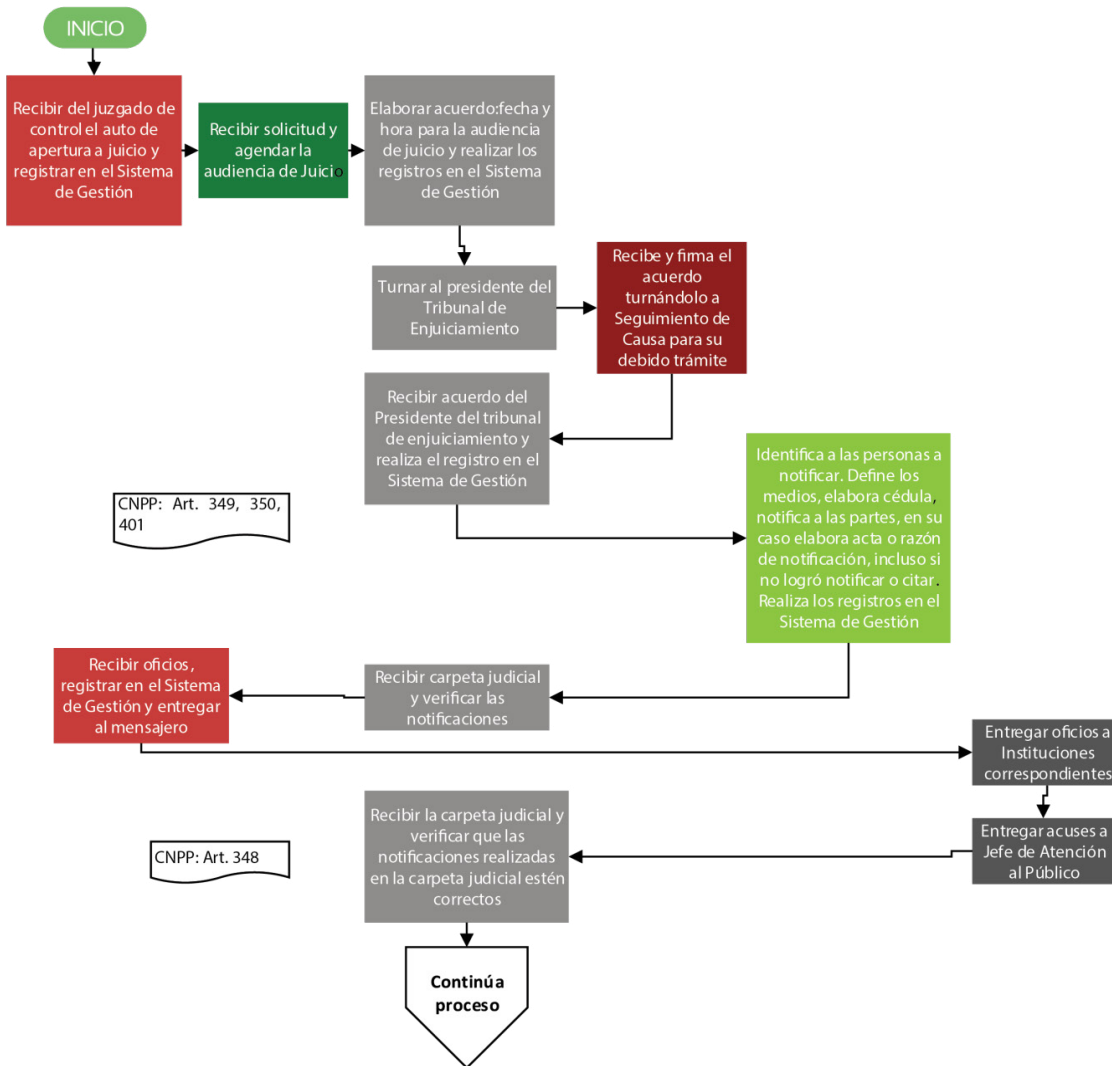 INICIO
Recibir del juzgado de
control el auto de
apertura a juicio y
registrar en el Sistema
de Gestión
Recibir solicitud y
agendar la
audiencia de Juicio
Elaborar acuerdo:fecha y
hora para la audiencia
de juicio y realizar los
registros en el Sistema
de Gestión
Turnar al presidente del
Tribunal de
Enjuiciamiento
Recibe y firma el
acuerdo
turnándolo a
Seguimiento de
Causa para su
debido trámite
Recibir acuerdo del
Presidente del tribunal
de enjuiciamiento y
realiza el registro en el
Sistema de Gestión
CNPP: Art. 349, 350,
401
Identifica a las personas a
notificar. Define los
medios, elabora cédula,
notifica a las partes, en su
caso elabora acta o razón
de notificación, incluso si
no logró notificar o citar.
Realiza los registros en el
Sistema de Gestión
Recibir carpeta judicial
y verificar las
notificaciones
Recibir oficios,
registrar en el Sistema
de Gestión y entregar
al mensajero
Entregar oficios a
Instituciones
correspondientes
Entregar acuses a
Jefe de Atención
al Público
Recibir la carpeta judicial y
verificar que las
notificaciones realizadas
en la carpeta judicial estén
correctos
CNPP: Art. 348
Continúa
proceso